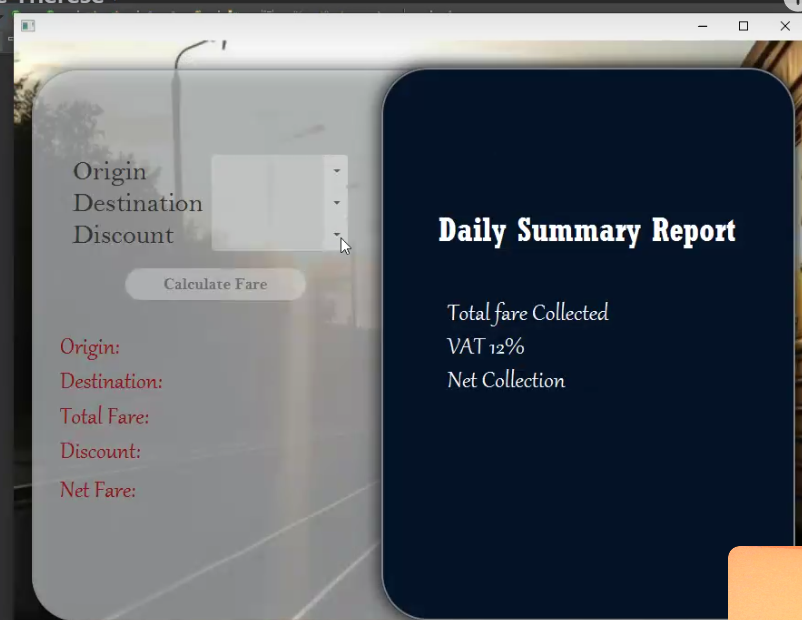 Therese
Origin
Destination
Discount
Calculate Fare
Origin:
Destination:
Total Fare:
Discount:
Net Fare:
Daily Summary Report
Total fare Collected
VAT 12%
Net Collection